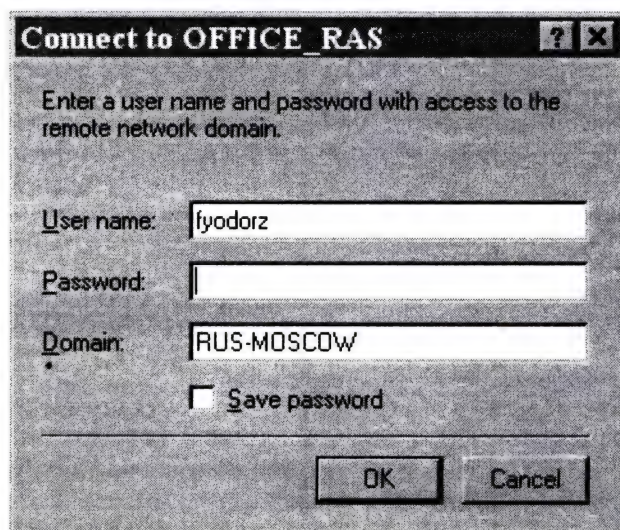 Connect to OFFICE_RAS
Enter a user name and password with access to the
remote network domain.
User name: fyodorz
Password:
Domain: RUS-MOSCOW
Save password
OK Cancel